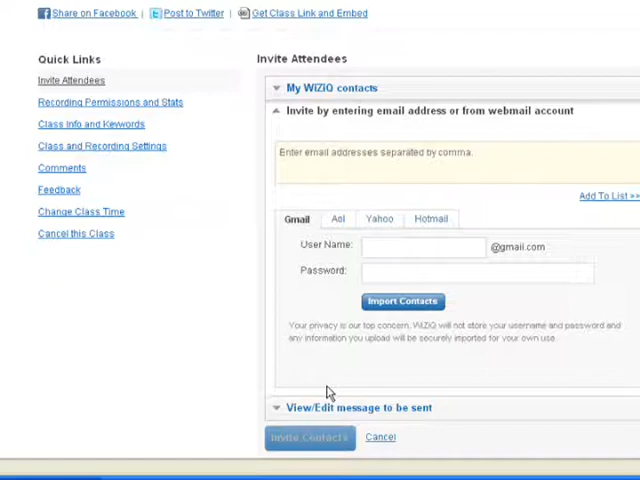 Share on Facebook | Post to Twitter | Get Class Link and Embed
Quick Links
Invite Attendees
Recording Permissions and Stats
Class Info and Keywords
Class and Recording Settings
Comments
Feedback
Change Class Time
Cancel this Class
Invite Attendees
My WiZiQ contacts
Invite by entering email address or from webmail account
Enter email addresses separated by comma.
Add To List >>
Gmail Aol Yahoo Hotmail
User Name: @gmail.com
Password:
Import Contacts
Your privacy is our top concern. WiZiQ will not store your username and password and
any information you upload will be securely imported for your own use.
View/Edit message to be sent
Invite Contacts Cancel